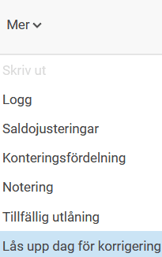 Mer
Skriv ut
Logg
Saldojusteringar
Konteringsfördelning
Notering
Tillfällig utlåning
Lås upp dag för korrigering